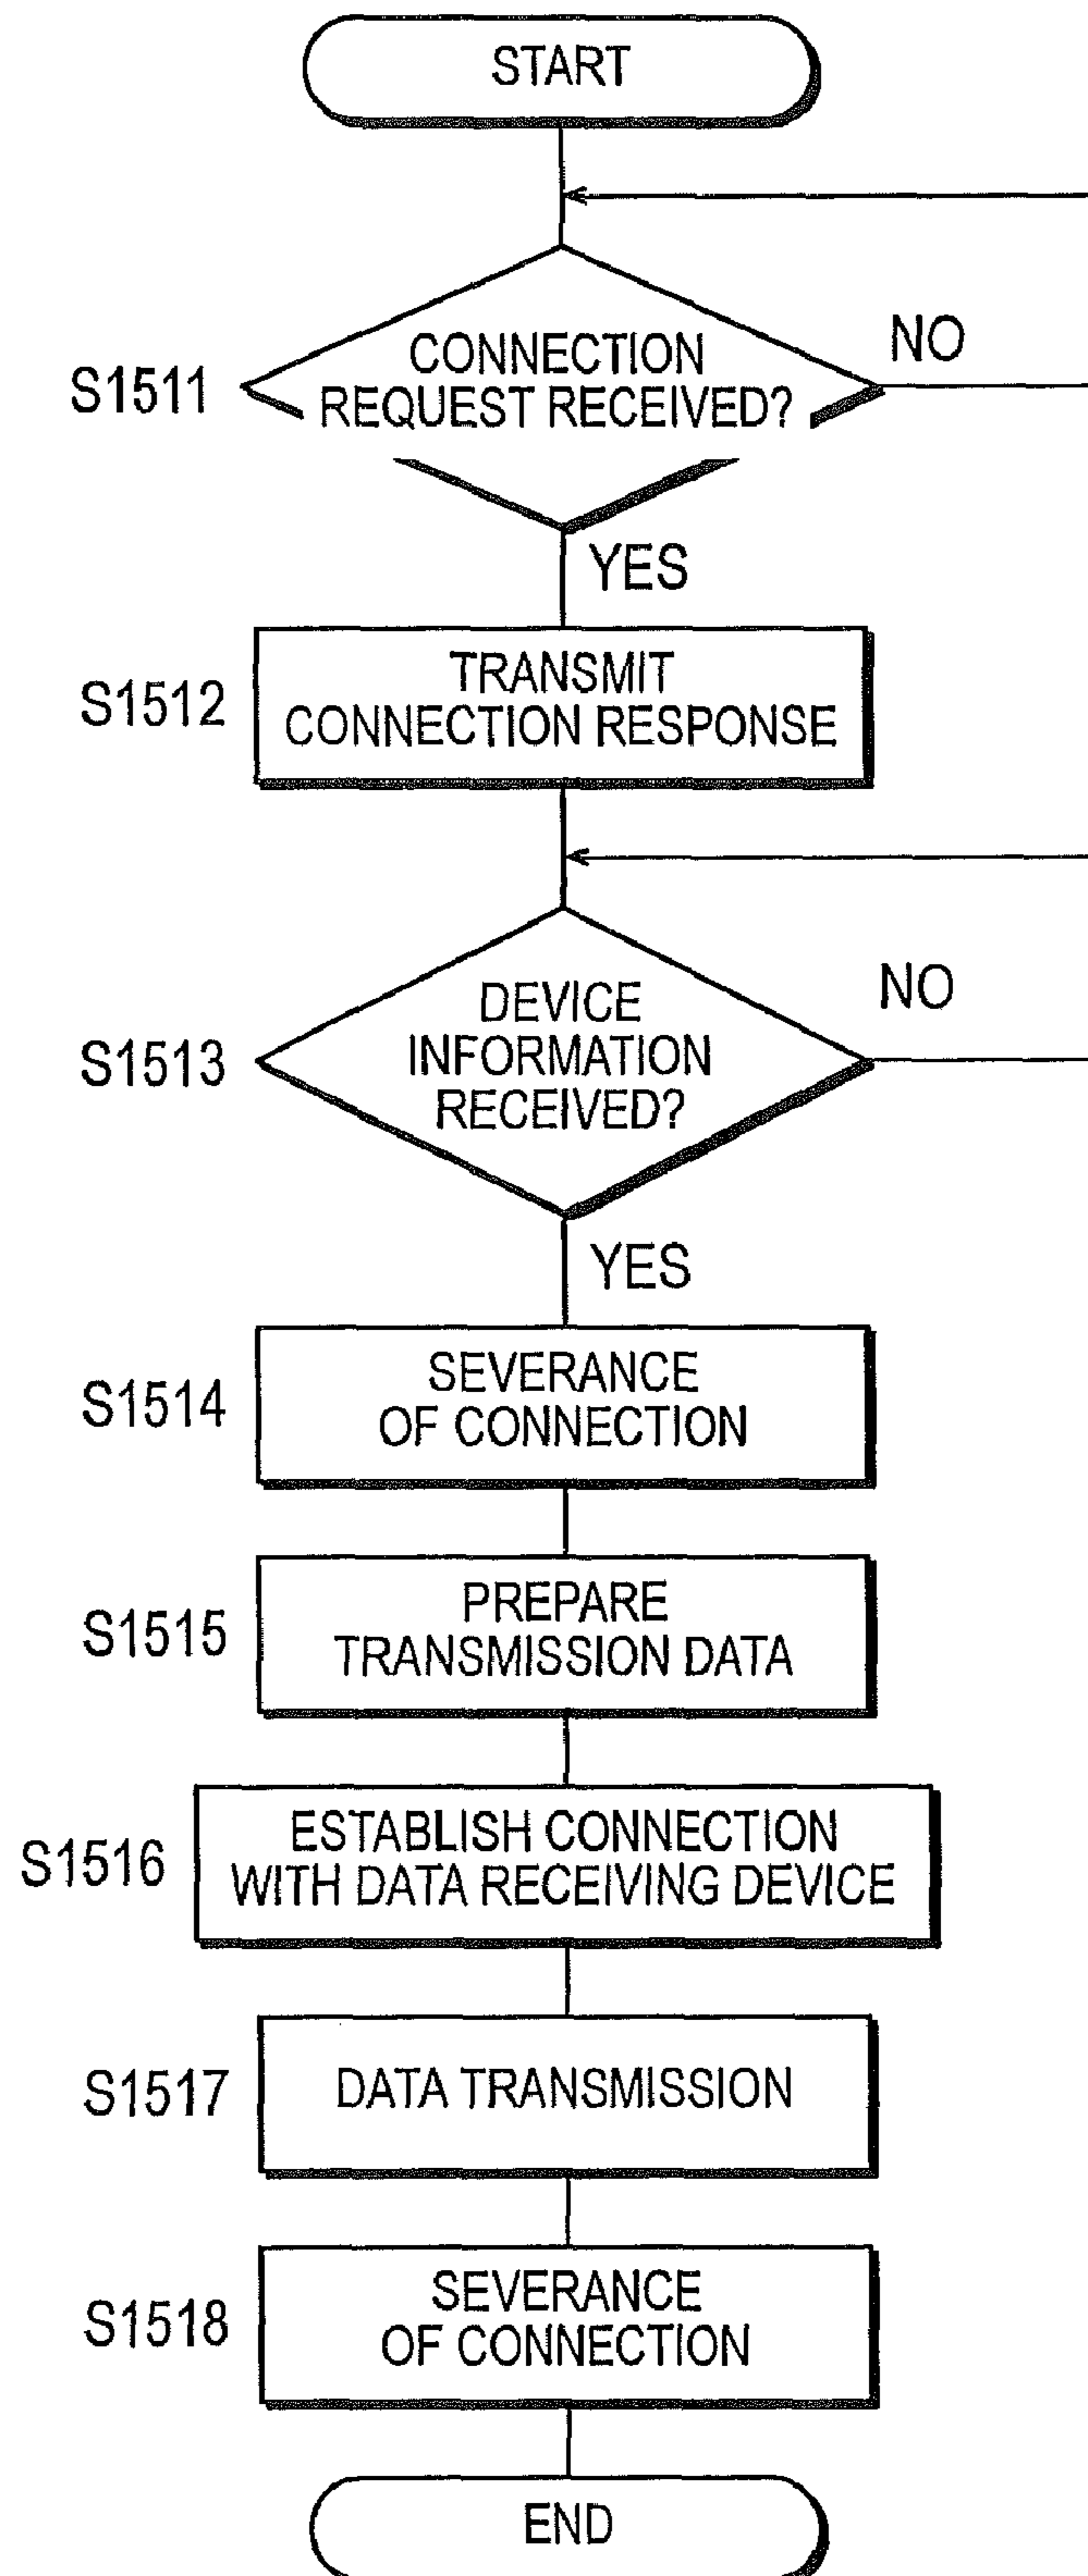 START
S1511
CONNECTION
REQUEST RECEIVED?
NO
YES
S1512
TRANSMIT
CONNECTION RESPONSE
S1513
DEVICE
INFORMATION
RECEIVED?
NO
YES
S1514
SEVERANCE
OF CONNECTION
S1515
PREPARE
TRANSMISSION DATA
S1516
ESTABLISH CONNECTION
WITH DATA RECEIVING DEVICE
S1517
DATA TRANSMISSION
S1518
SEVERANCE
OF CONNECTION
END